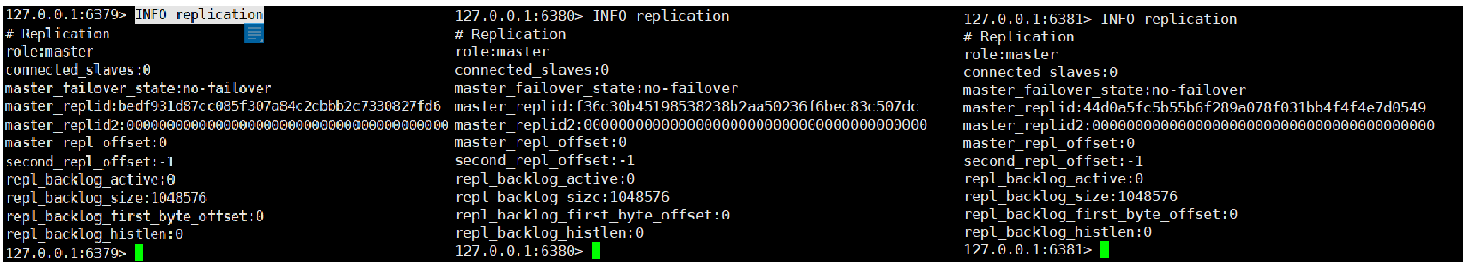 127.0.0.1:6379> INFO replication
# Replication
role:master
connected_slaves:0
master_failover_state:no-failover
master_replid:bedf931d87cc085f307a84c2cbbb2c7330827fd6
master_replid2:0000000000000000000000000000000000000000
master_repl_offset:0
second_repl_offset:-1
repl_backlog_active:0
repl_backlog_size:1048576
repl_backlog_first_byte_offset:0
repl_backlog_histlen:0
127.0.0.1:6379>
127.0.0.1:6380> INFO replication
# Replication
role:master
connected_slaves:0
master_failover_state:no-failover
master_replid:f36c30b45198538238b2aa50236f6bec83c507dc
master_replid2:0000000000000000000000000000000000000000
master_repl_offset:0
second_repl_offset:-1
repl_backlog_active:0
repl_backlog_size:1048576
repl_backlog_first_byte_offset:0
repl_backlog_histlen:0
127.0.0.1:6380>
127.0.0.1:6381> INFO replication
# Replication
role:master
connected_slaves:0
master_failover_state:no-failover
master_replid:44d0a5fc5b55b6f289a078f031bb4f4f4e7d0549
master_replid2:0000000000000000000000000000000000000000
master_repl_offset:0
second_repl_offset:-1
repl_backlog_active:0
repl_backlog_size:1048576
repl_backlog_first_byte_offset:0
repl_backlog_histlen:0
127.0.0.1:6381>